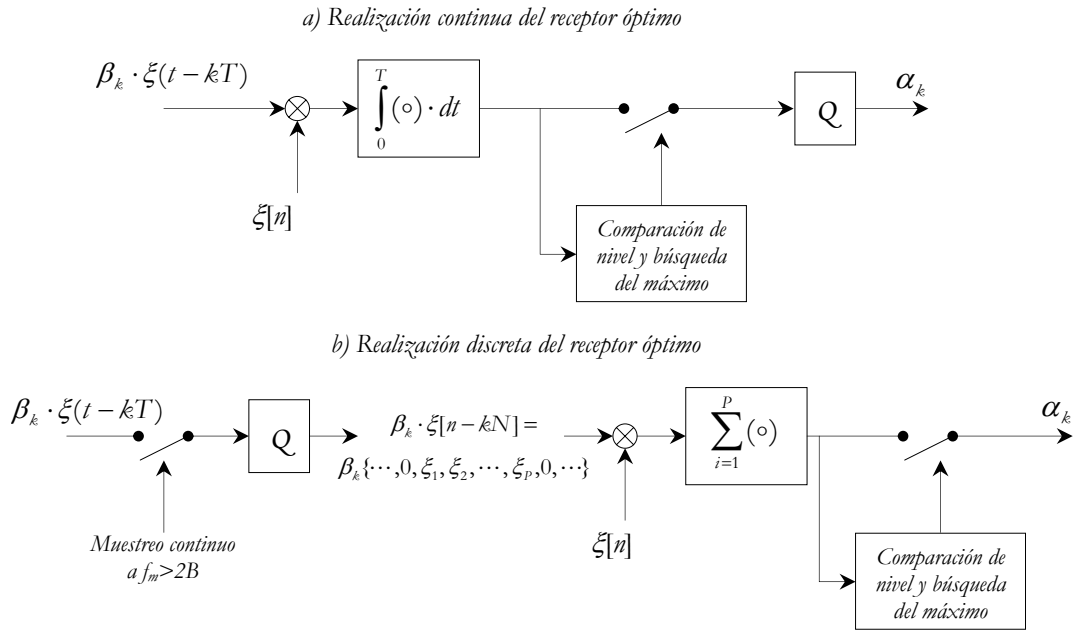 a) Realización continua del receptor óptimo
β_k · ξ(t − kT)
∫_0^T (∘) · dt
Q
α_k
ξ[n]
Comparación de
nivel y búsqueda
del máximo
b) Realización discreta del receptor óptimo
β_k · ξ(t − kT)
Q
β_k · ξ[n − kN] =
β_k{⋯,0,ξ_1,ξ_2,⋯,ξ_P,0,⋯}
∑_{i=1}^P (∘)
α_k
Muestreo continuo
a f_m>2B
ξ[n]
Comparación de
nivel y búsqueda
del máximo